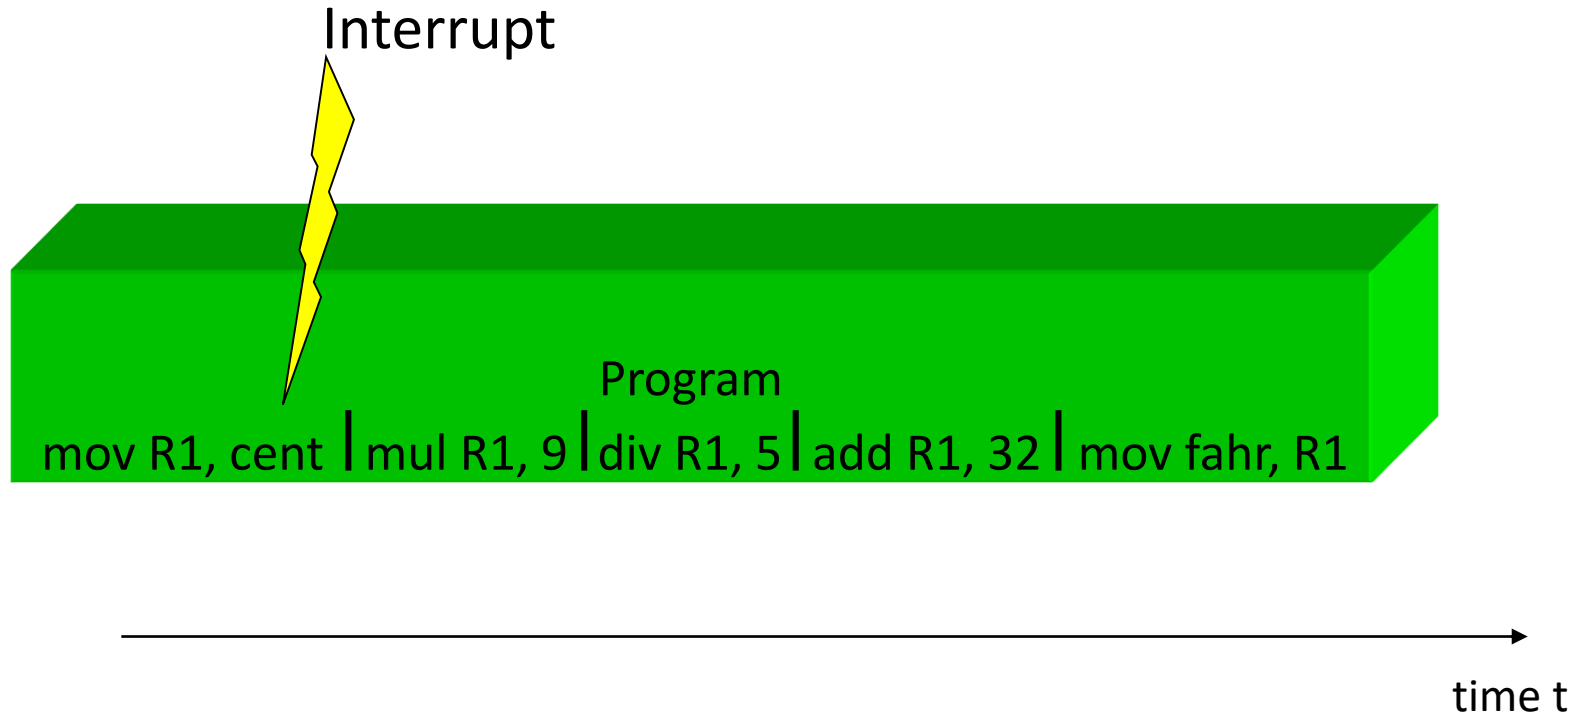 Interrupt
Program
mov R1, cent | mul R1, 9 | div R1, 5 | add R1, 32 | mov fahr, R1
time t